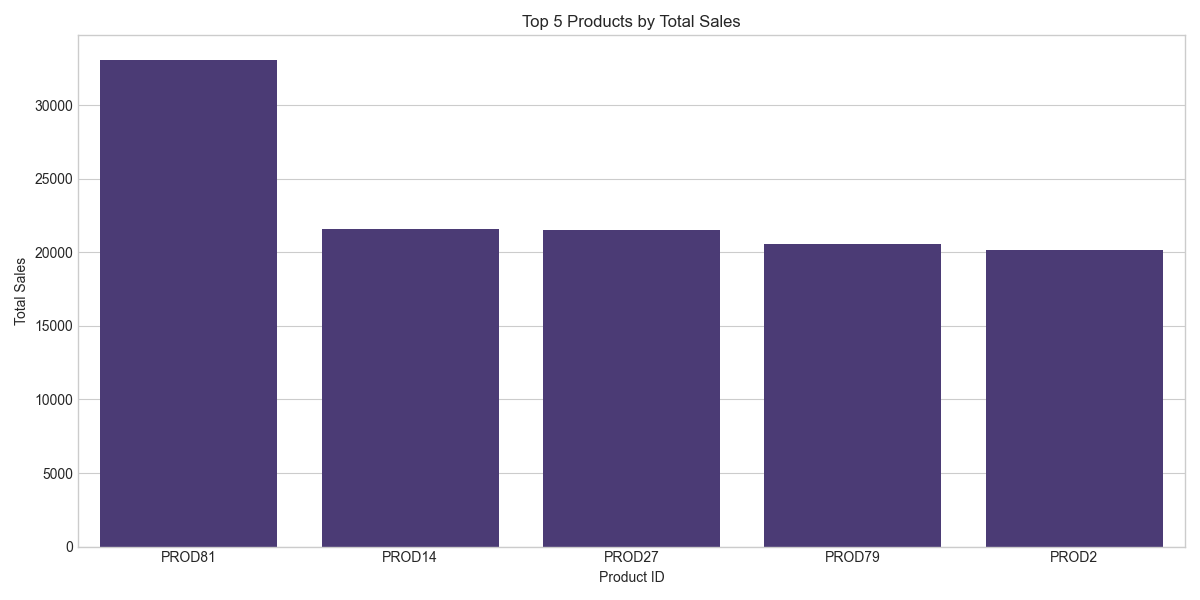 Top 5 Products by Total Sales
30000
25000
20000
15000
10000
5000
0
Total Sales
PROD81 PROD14 PROD27 PROD79 PROD2
Product ID